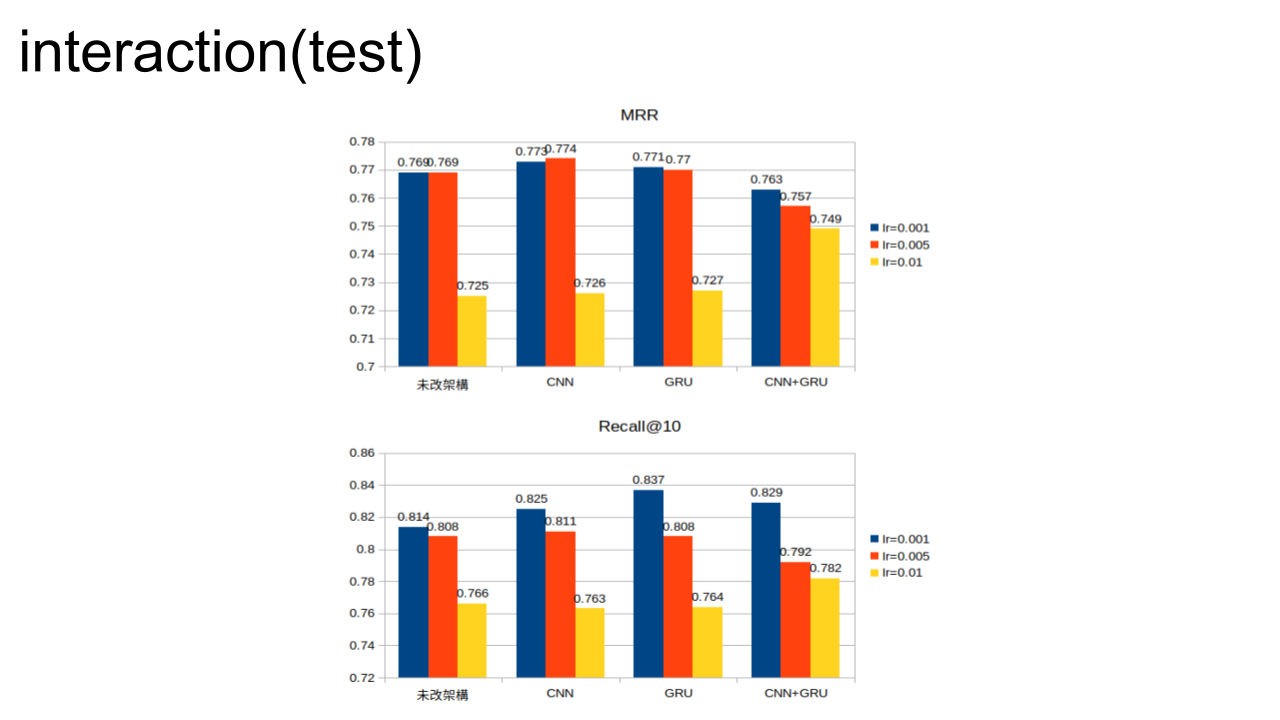 interaction(test)
MRR
0.78
0.77
0.76
0.75
0.74
0.73
0.72
0.71
0.7
0.769 0.769 0.725
0.773 0.774 0.726
0.771 0.77 0.727
0.763 0.757 0.749
未改架構 CNN GRU CNN+GRU
lr=0.001
lr=0.005
lr=0.01
Recall@10
0.86
0.84
0.82
0.8
0.78
0.76
0.74
0.72
0.814 0.808 0.766
0.825 0.811 0.763
0.837 0.808 0.764
0.829 0.792 0.782
未改架構 CNN GRU CNN+GRU
lr=0.001
lr=0.005
lr=0.01